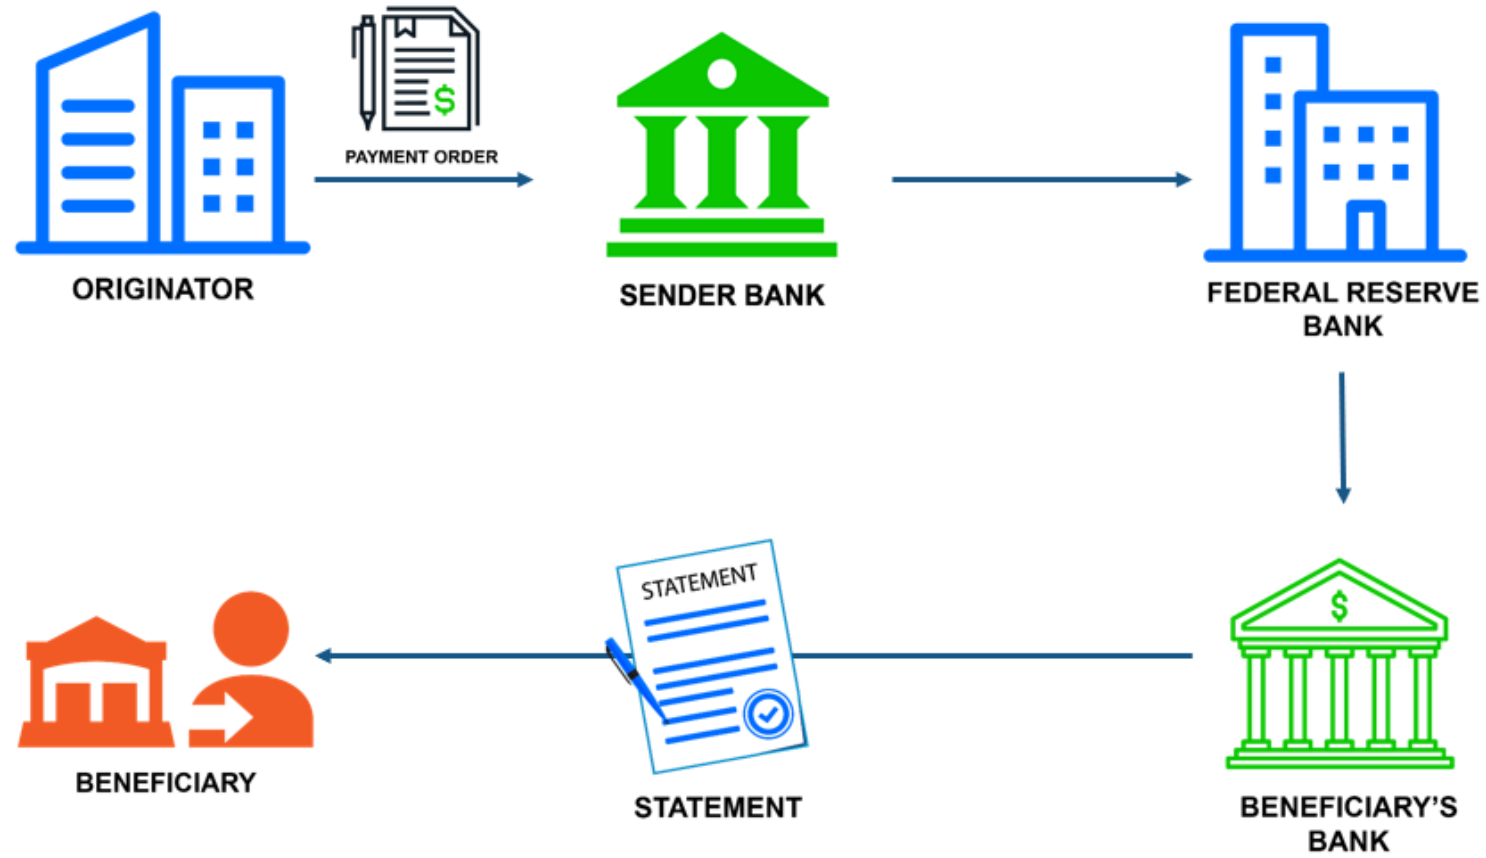 $
PAYMENT ORDER
ORIGINATOR
SENDER BANK
FEDERAL RESERVE
BANK
STATEMENT
$
BENEFICIARY
STATEMENT
BENEFICIARY’S
BANK